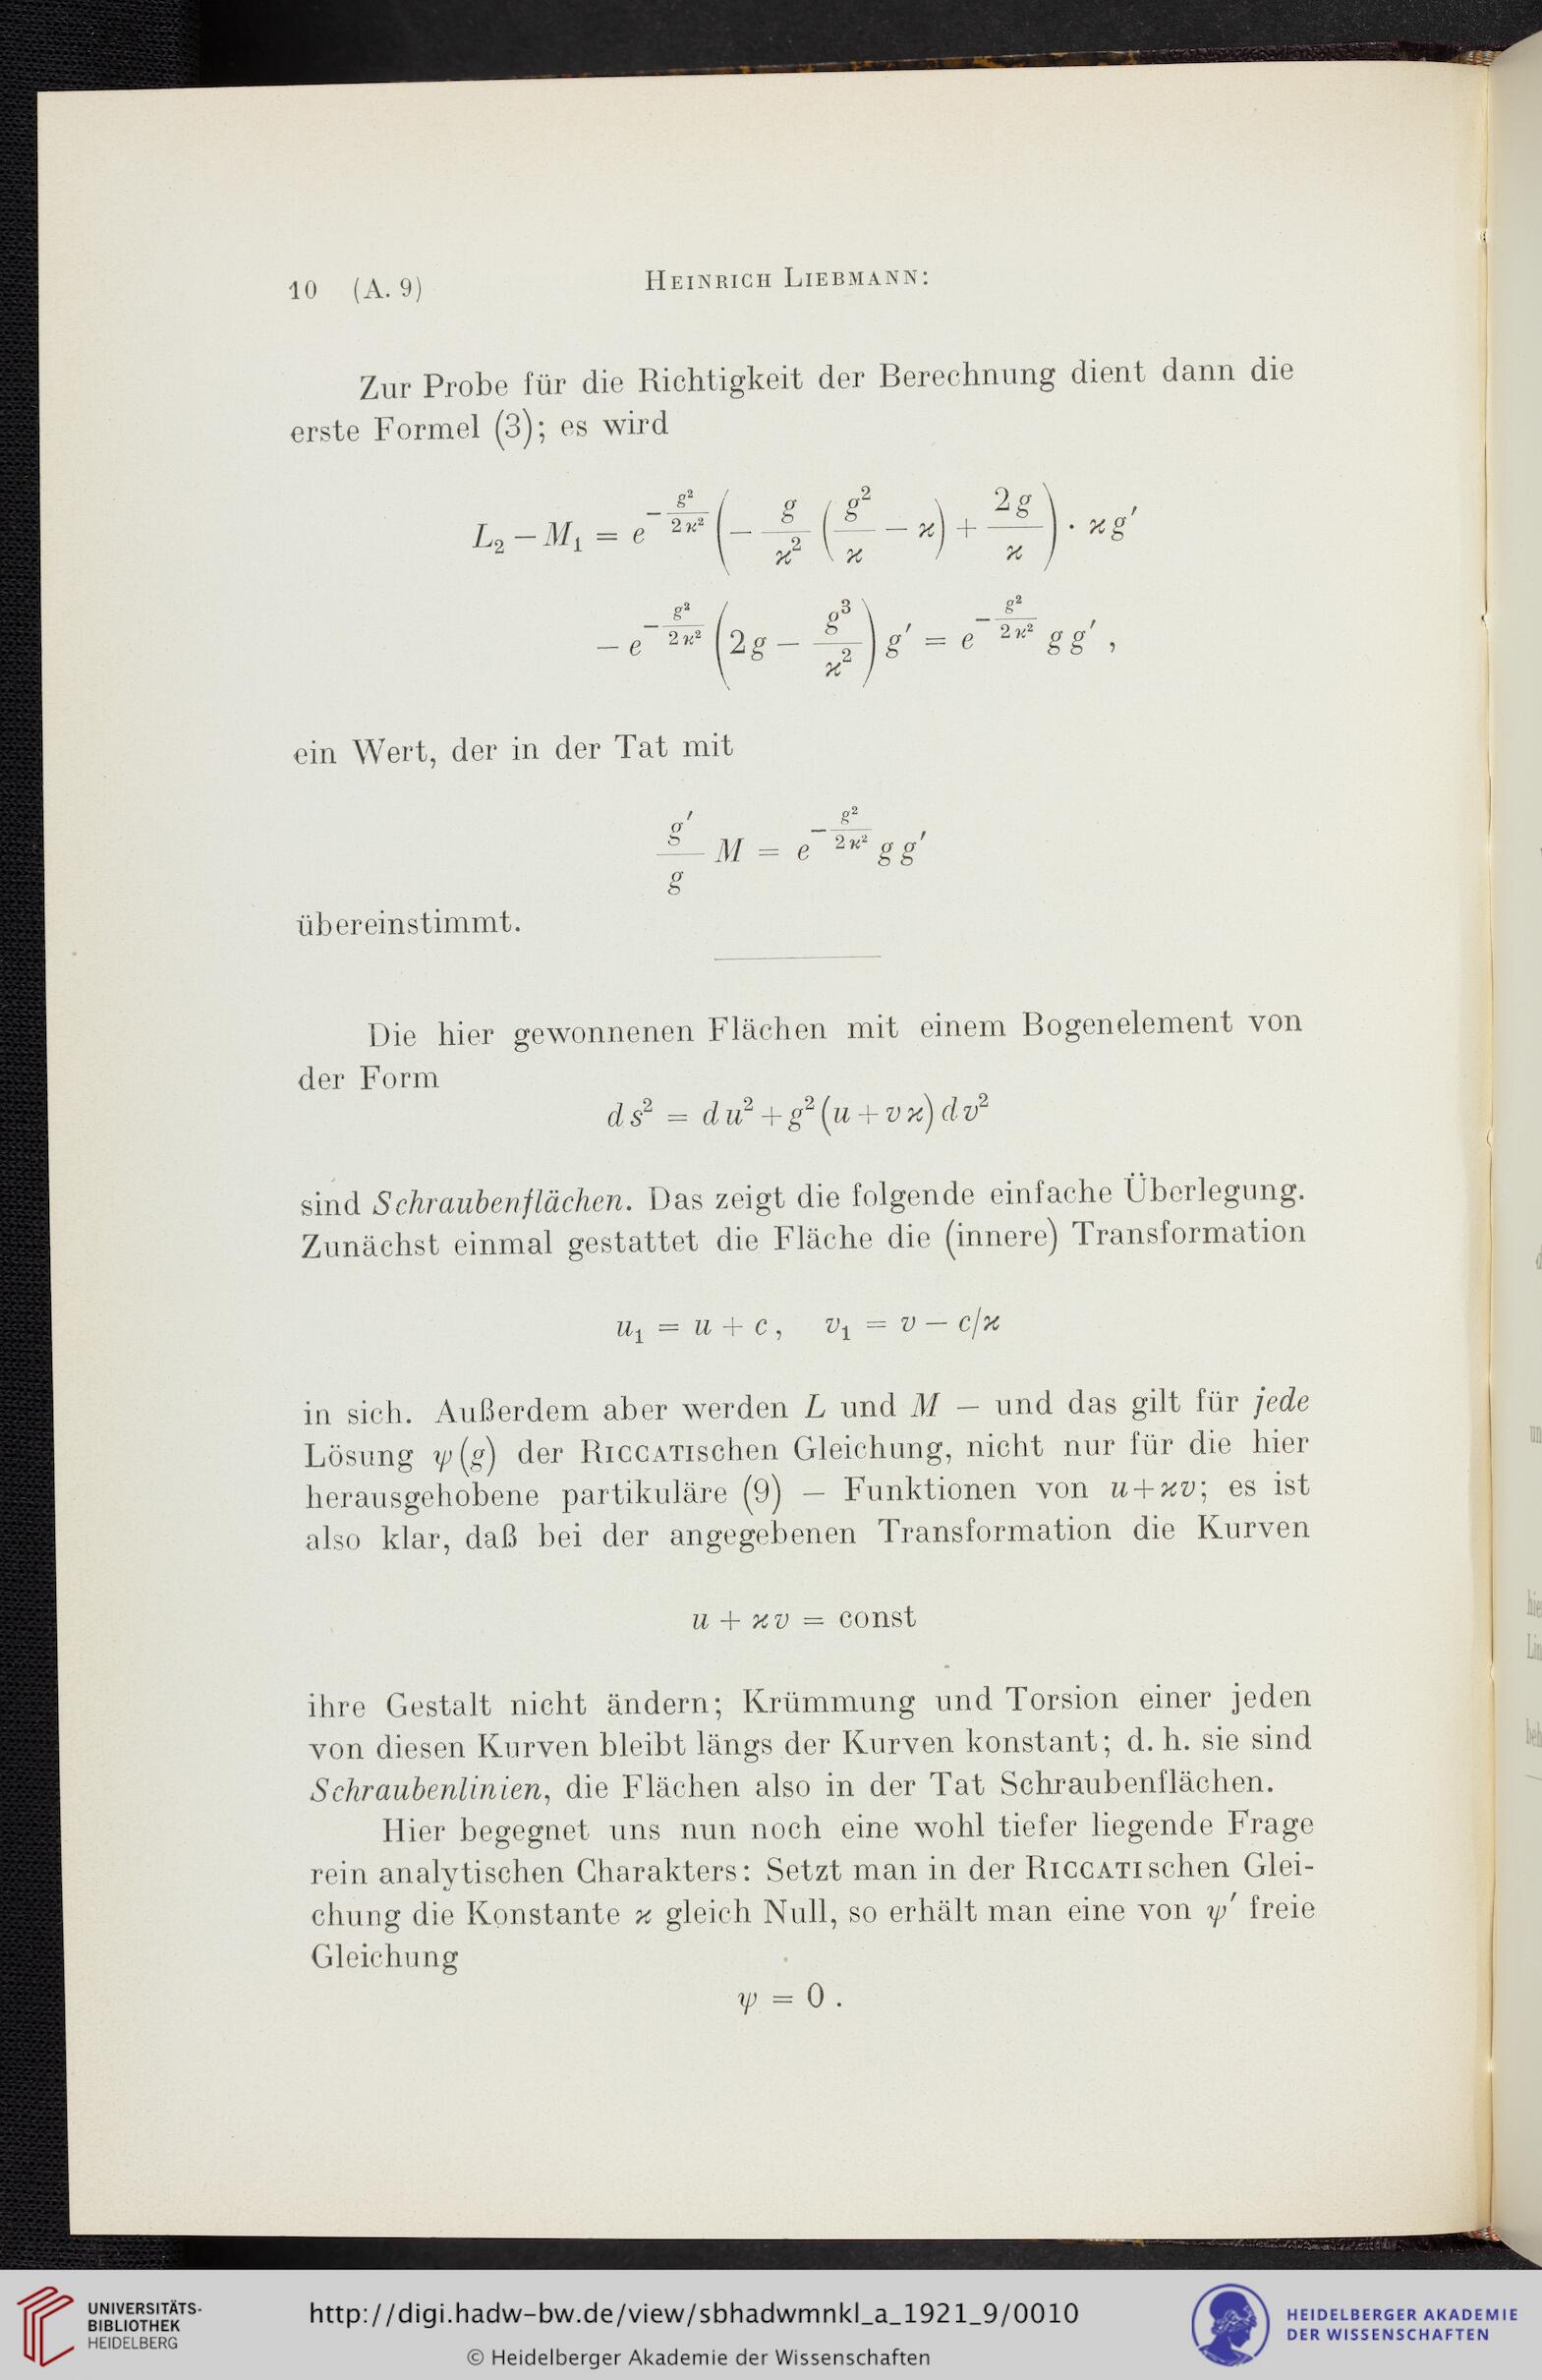 10 (A. 9) HEINRICH LIEBMANN:
Zur Probe für die Richtigkeit der Berechnung dient dann die
erste Formel (3); es wird
L₂ − M₁ = e^{−g²/2ϰ²} (− g/ϰ² (g²/ϰ − ϰ) + 2g/ϰ) · ϰg′
− e^{−g²/2ϰ²} (2g − g³/ϰ²) g′ = e^{−g²/2ϰ²} gg′ ,
ein Wert, der in der Tat mit
g′/g M = e^{−g²/2ϰ²} gg′
übereinstimmt.
Die hier gewonnenen Flächen mit einem Bogenelement von
der Form
ds² = du² + g²(u + vϰ) dv²
sind Schraubenflächen. Das zeigt die folgende einfache Überlegung.
Zunächst einmal gestattet die Fläche die (innere) Transformation
u₁ = u + c, v₁ = v − c/ϰ
in sich. Außerdem aber werden L und M — und das gilt für jede
Lösung ψ(g) der RICCATIschen Gleichung, nicht nur für die hier
herausgehobene partikuläre (9) — Funktionen von u+ϰv; es ist
also klar, daß bei der angegebenen Transformation die Kurven
u + ϰv = const
ihre Gestalt nicht ändern; Krümmung und Torsion einer jeden
von diesen Kurven bleibt längs der Kurven konstant; d. h. sie sind
Schraubenlinien, die Flächen also in der Tat Schraubenflächen.
Hier begegnet uns nun noch eine wohl tiefer liegende Frage
rein analytischen Charakters: Setzt man in der RICCATIschen Glei-
chung die Konstante ϰ gleich Null, so erhält man eine von ψ′ freie
Gleichung
ψ = 0 .
UNIVERSITÄTS-
BIBLIOTHEK
HEIDELBERG
http://digi.hadw-bw.de/view/sbhadwmnkl_a_1921_9/0010
© Heidelberger Akademie der Wissenschaften
HEIDELBERGER AKADEMIE
DER WISSENSCHAFTEN